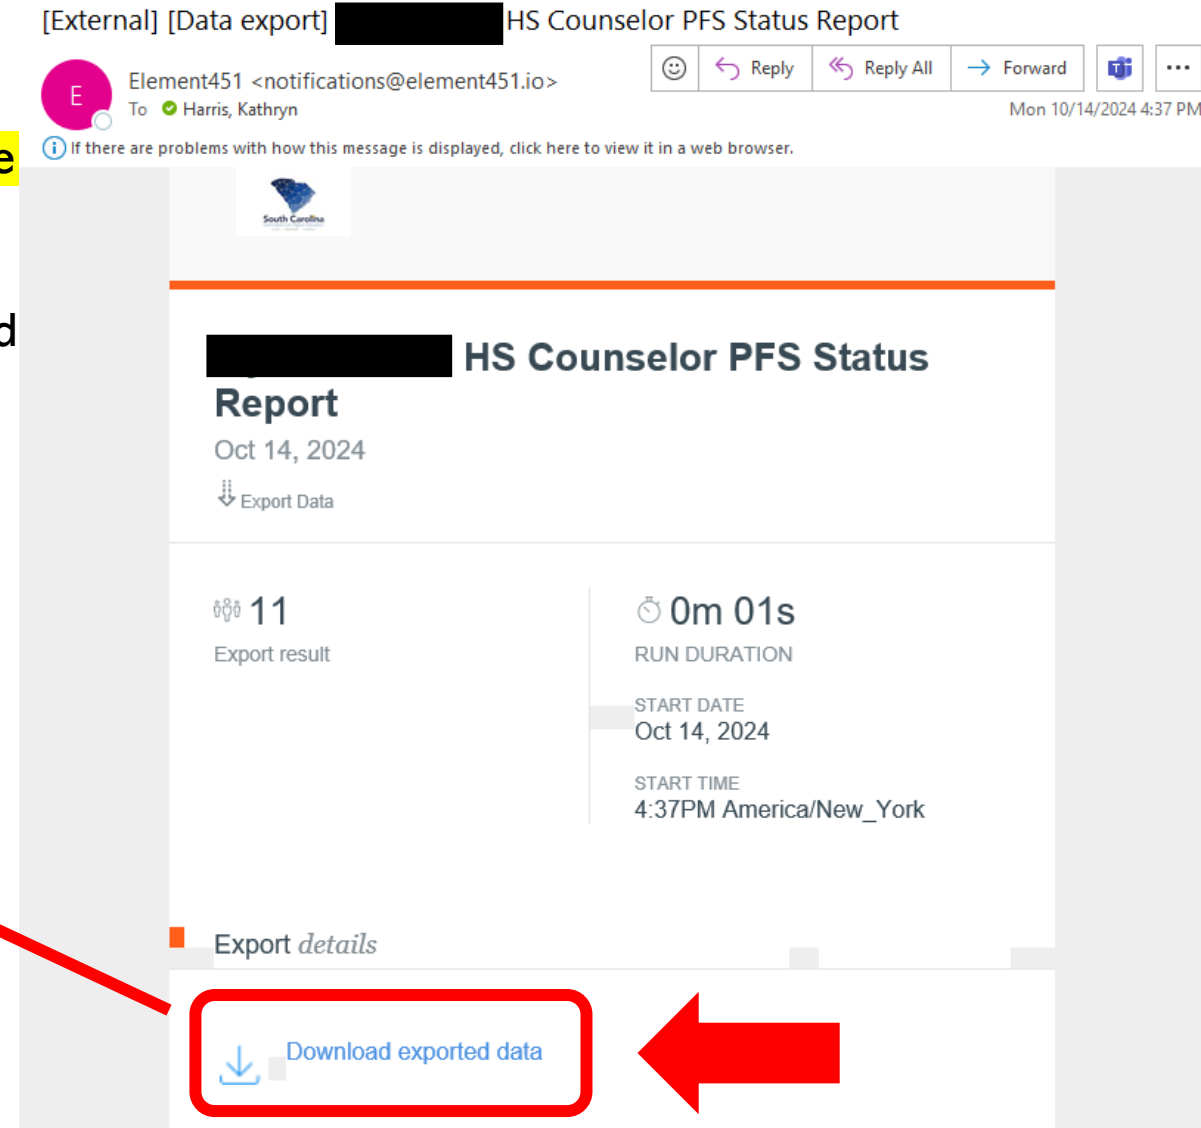 [External] [Data export] HS Counselor PFS Status Report
E
Element451 <notifications@element451.io>
To Harris, Kathryn
Reply
Reply All
Forward
Mon 10/14/2024 4:37 PM
If there are problems with how this message is displayed, click here to view it in a web browser.
e
d
South Carolina
HS Counselor PFS Status
Report
Oct 14, 2024
Export Data
11
Export result
0m 01s
RUN DURATION
START DATE
Oct 14, 2024
START TIME
4:37PM America/New_York
Export details
Download exported data